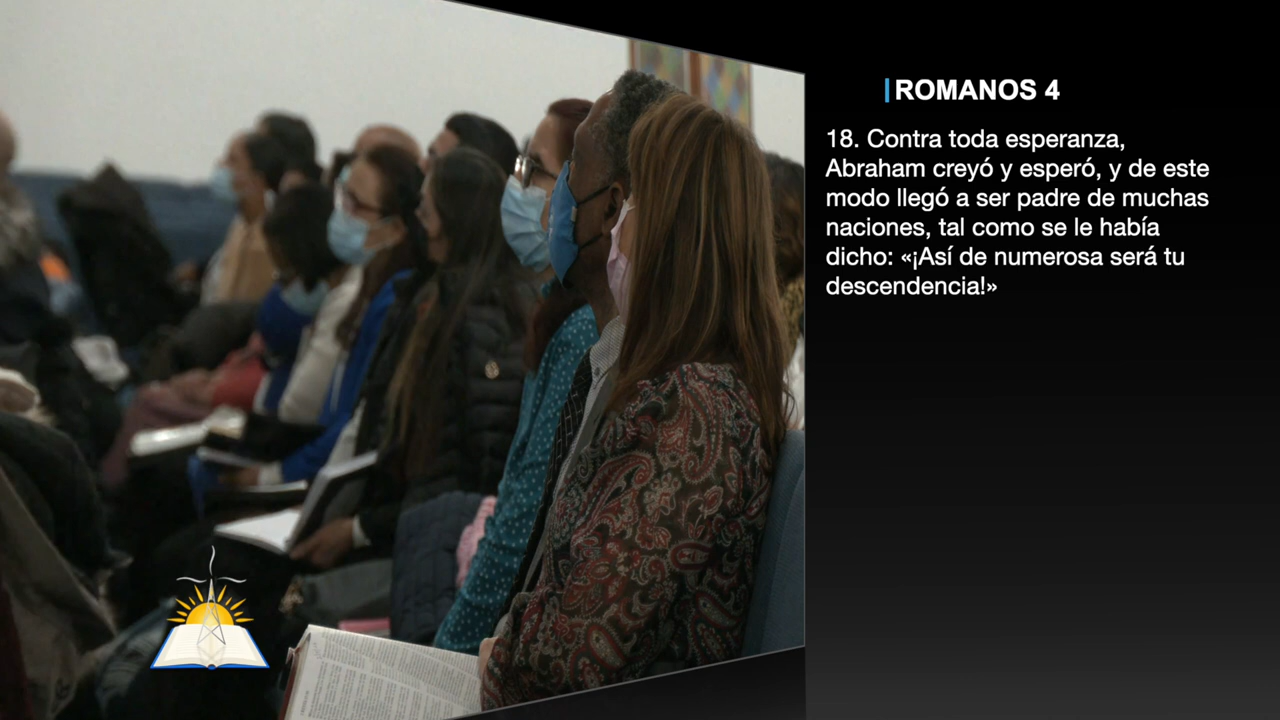 ROMANOS 4
18. Contra toda esperanza,
Abraham creyó y esperó, y de este
modo llegó a ser padre de muchas
naciones, tal como se le había
dicho: «¡Así de numerosa será tu
descendencia!»